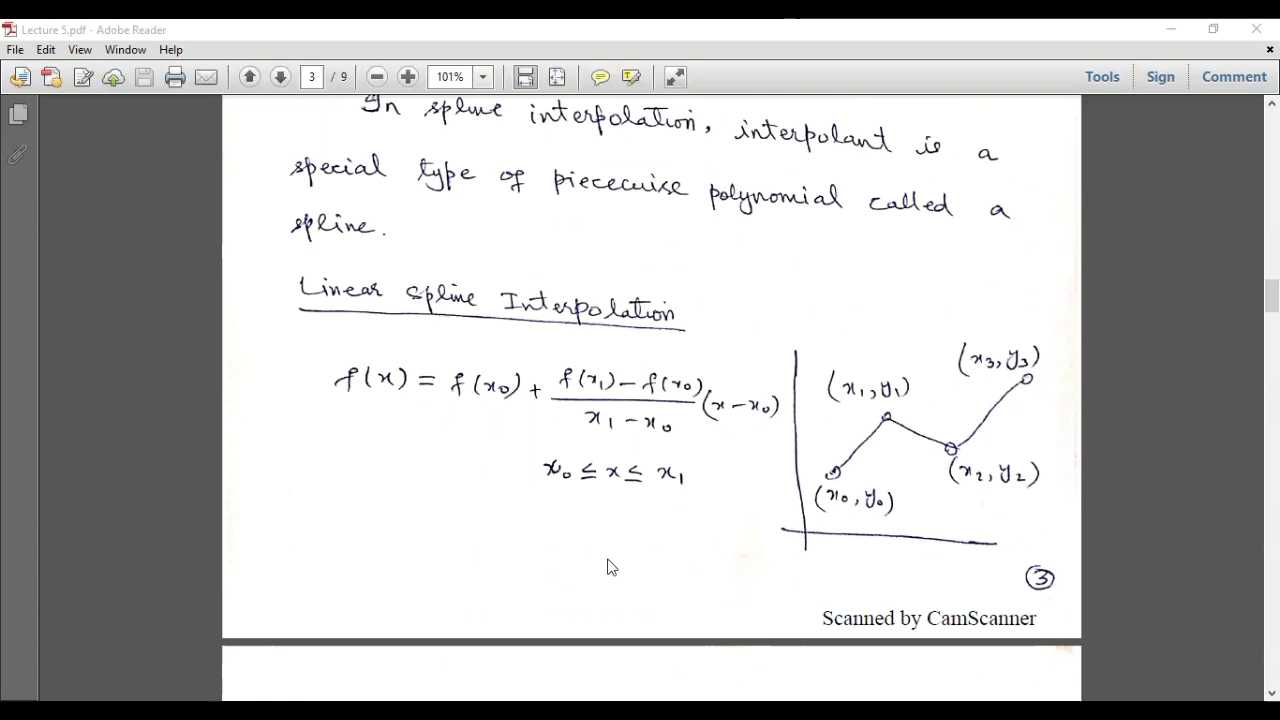 Lecture 5.pdf - Adobe Reader
File Edit View Window Help
3 / 9 101% Tools Sign Comment
In spline interpolation, interpolant is a
special type of piecewise polynomial called a
spline.
Linear spline Interpolation
f(x) = f(x₀) + f(x₁) - f(x₀) / x₁ - x₀ (x - x₀)
x₀ ≤ x ≤ x₁
(x₃, y₃)
(x₁, y₁)
(x₂, y₂)
(x₀, y₀)
3
Scanned by CamScanner